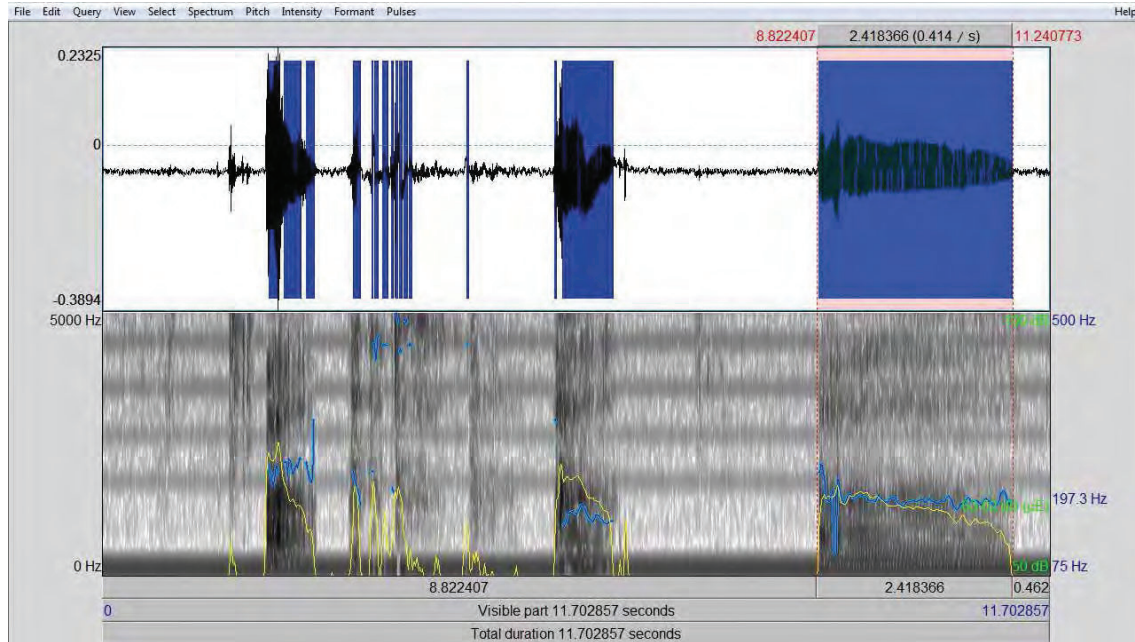 File Edit Query View Select Spectrum Pitch Intensity Formant Pulses Help
8.822407 2.418366 (0.414 / s) 11.240773
0.2325
0
-0.3894
5000 Hz 500 Hz
197.3 Hz
0 Hz 50 dB 75 Hz
8.822407 2.418366 0.462
0 Visible part 11.702857 seconds 11.702857
Total duration 11.702857 seconds